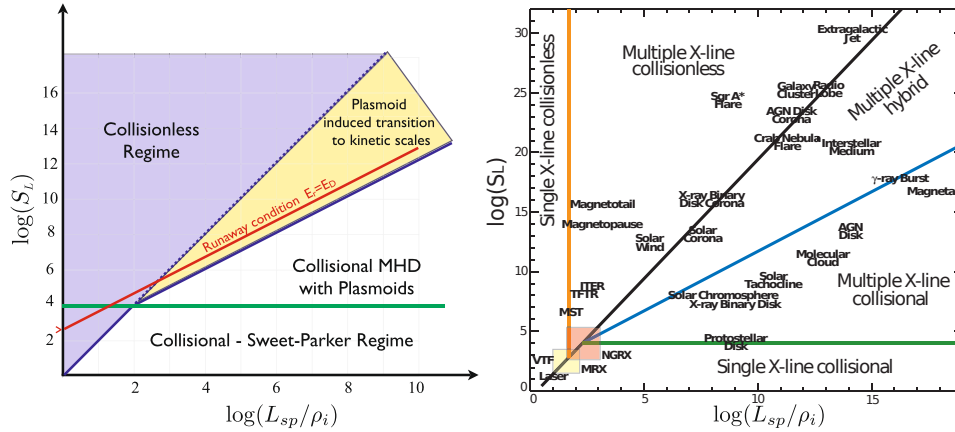 16
14
12
10
8
6
4
2
log(S_L)
Collisionless
Regime
Plasmoid
induced transition
to kinetic scales
Runaway condition E_r=E_D
Collisional MHD
with Plasmoids
Collisional - Sweet-Parker Regime
>
2
4
6
8
10
log(L_sp/ρ_i)
30
25
20
15
10
5
0
log(S_L)
Single X-line collisionless
Multiple X-line
collisionless
Extragalactic
Jet
Multiple X-line
hybrid
Sgr A*
Flare
Galaxy
Cluster
Radio
Lobe
AGN Disk
Corona
Crab Nebula
Flare
Interstellar
Medium
γ-ray Burst
Magneta
Magnetotail
X-ray Binary
Disk Corona
Magnetopause
Solar
Wind
Solar
Corona
AGN
Disk
Molecular
Cloud
Multiple X-line
collisional
ITER
TFTR
Solar
Tachocline
Solar Chromosphere
X-ray Binary Disk
MST
Protostellar
Disk
NGRX
VTF
MRX
Laser
Single X-line collisional
0
5
10
15
log(L_sp/ρ_i)